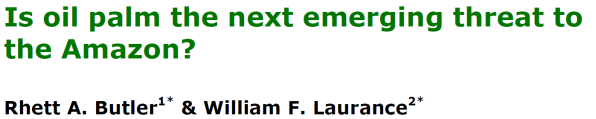 Is oil palm the next emerging threat to
the Amazon?
Rhett A. Butler1* & William F. Laurance2*